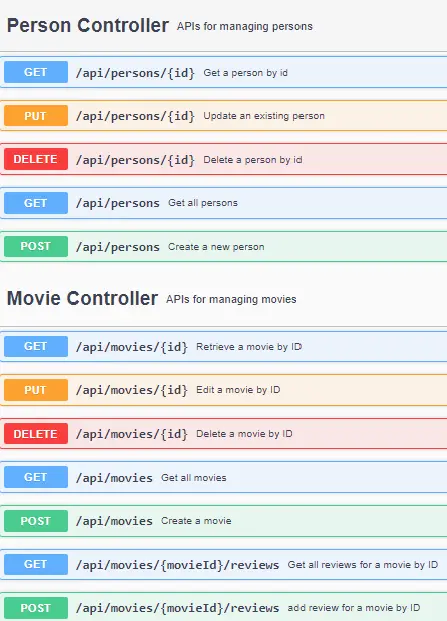 Person Controller APIs for managing persons
GET /api/persons/{id} Get a person by id
PUT /api/persons/{id} Update an existing person
DELETE /api/persons/{id} Delete a person by id
GET /api/persons Get all persons
POST /api/persons Create a new person
Movie Controller APIs for managing movies
GET /api/movies/{id} Retrieve a movie by ID
PUT /api/movies/{id} Edit a movie by ID
DELETE /api/movies/{id} Delete a movie by ID
GET /api/movies Get all movies
POST /api/movies Create a movie
GET /api/movies/{movieId}/reviews Get all reviews for a movie by ID
POST /api/movies/{movieId}/reviews add review for a movie by ID